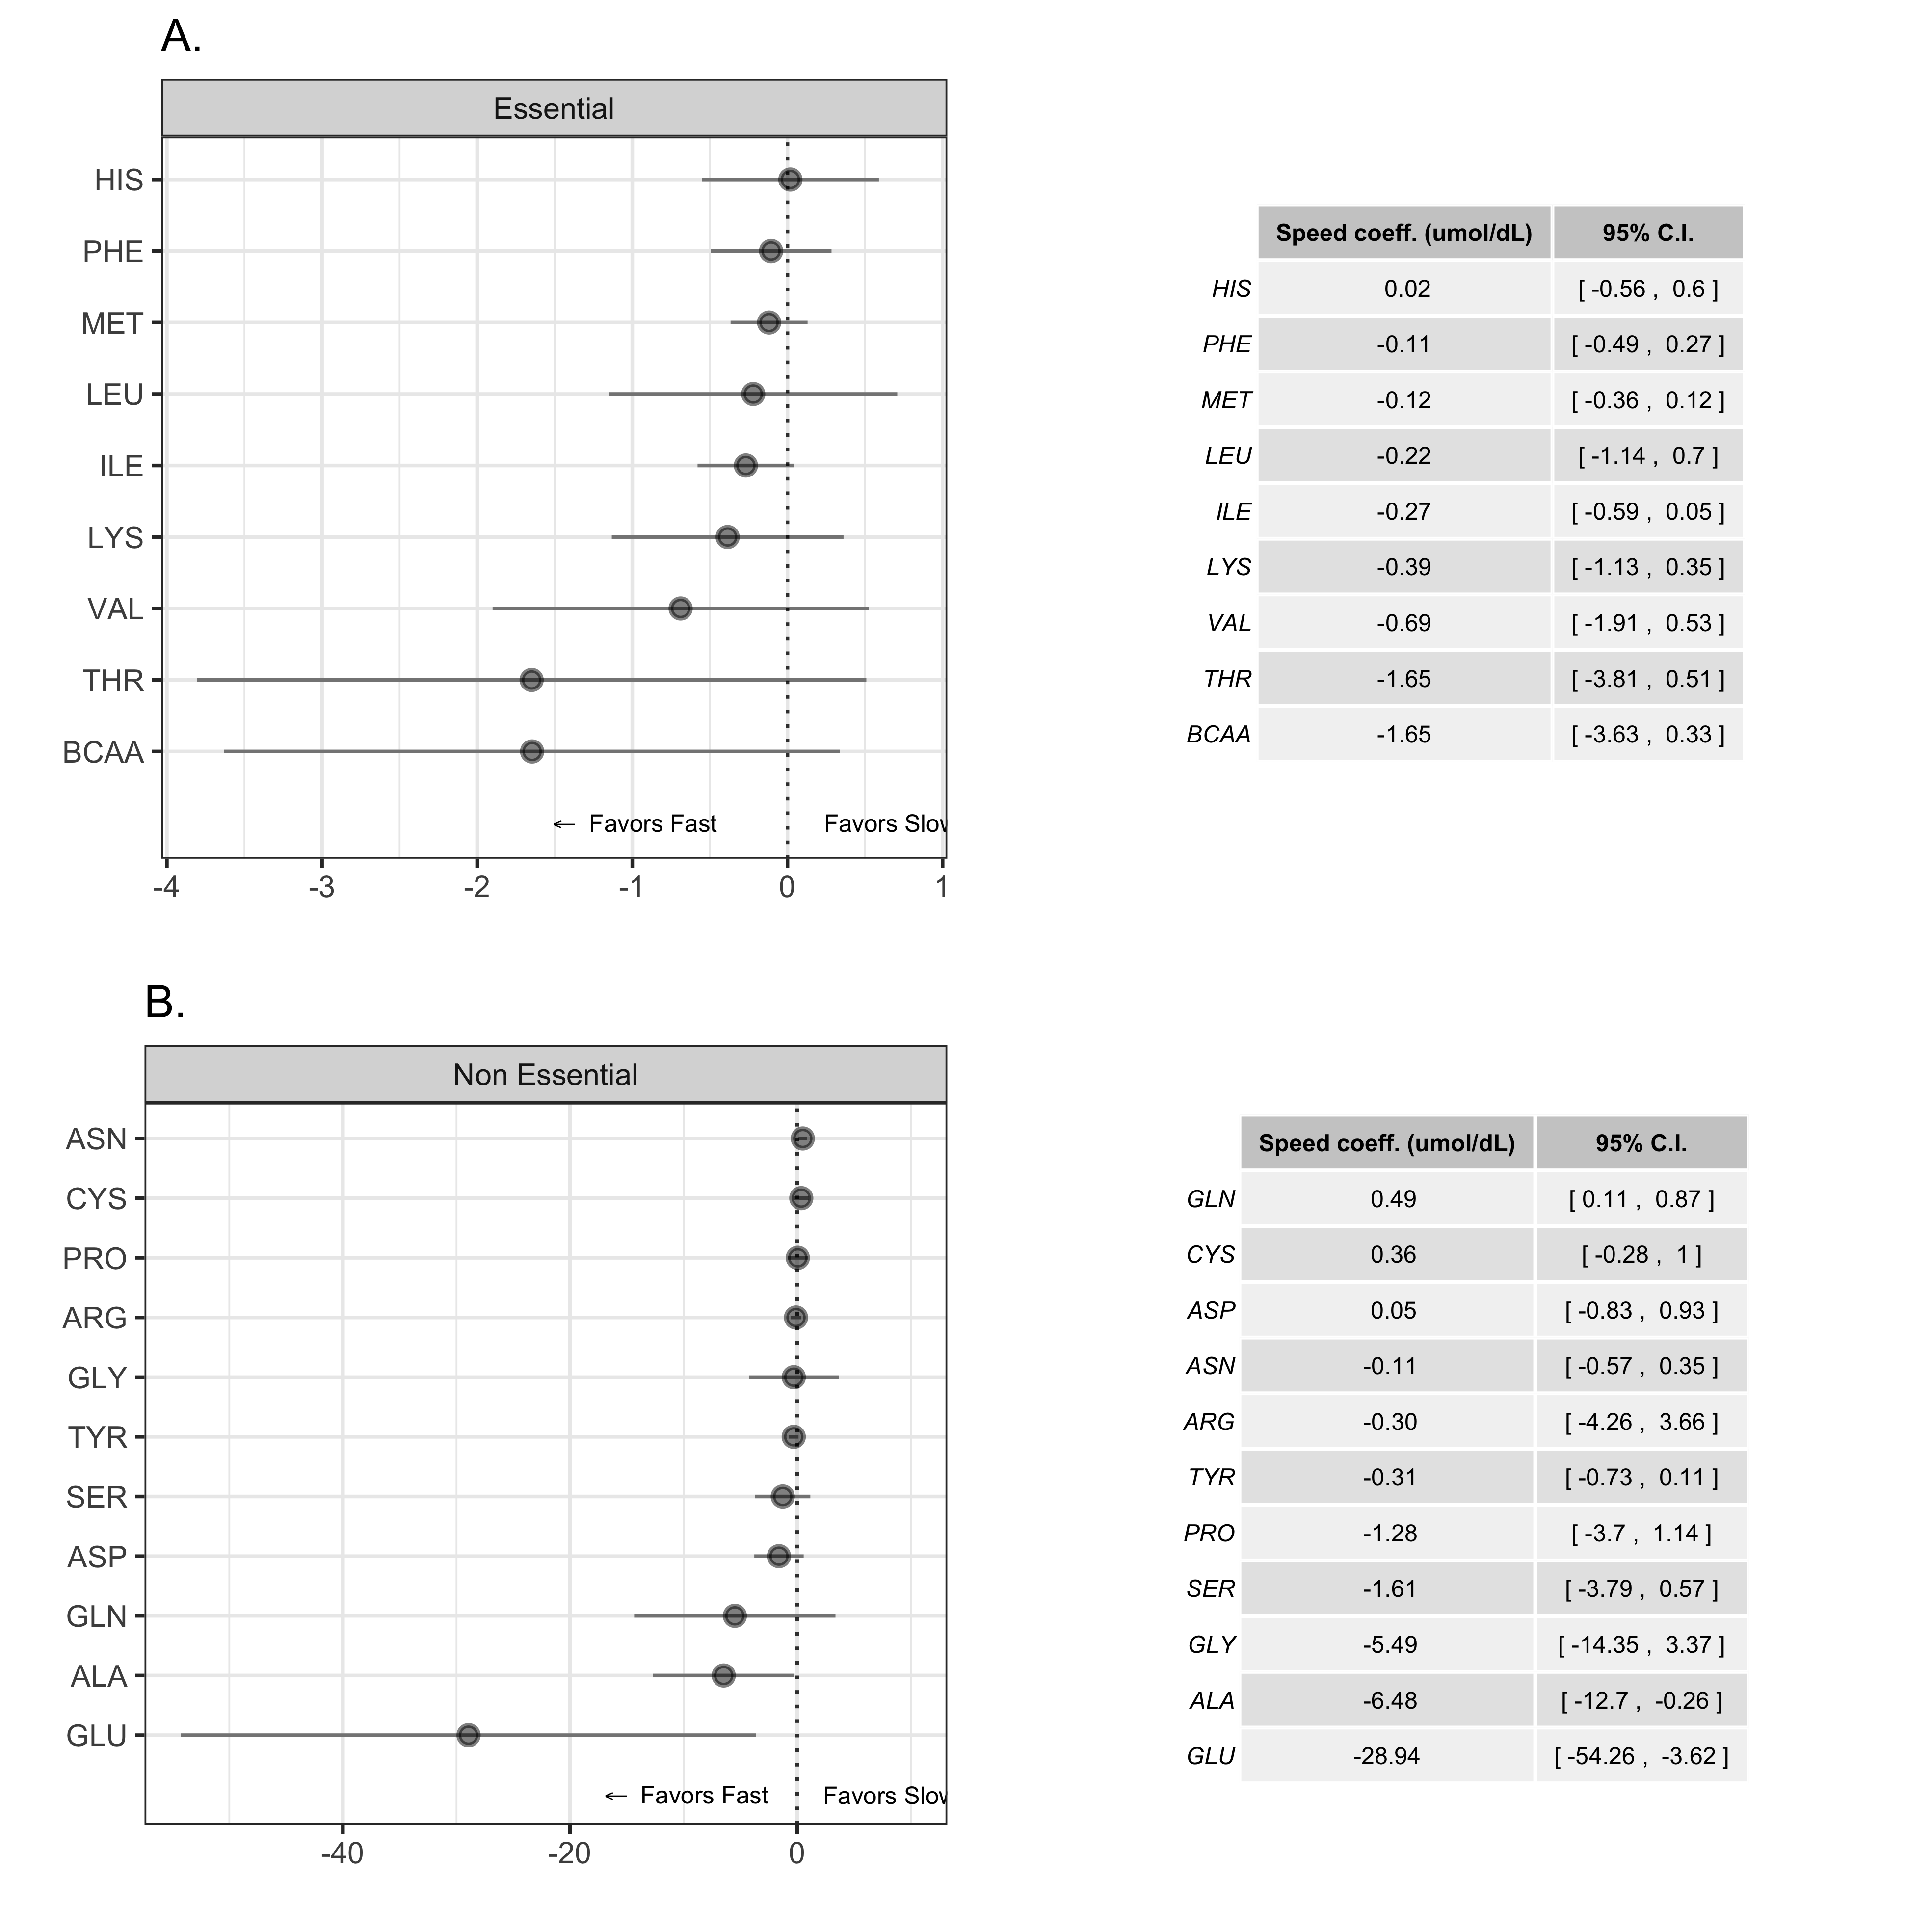 A.
Essential
HIS
PHE
MET
LEU
ILE
LYS
VAL
THR
BCAA
← Favors Fast Favors Slow
-4 -3 -2 -1 0 1
Speed coeff. (umol/dL) 95% C.I.
HIS 0.02 [ -0.56 , 0.6 ]
PHE -0.11 [ -0.49 , 0.27 ]
MET -0.12 [ -0.36 , 0.12 ]
LEU -0.22 [ -1.14 , 0.7 ]
ILE -0.27 [ -0.59 , 0.05 ]
LYS -0.39 [ -1.13 , 0.35 ]
VAL -0.69 [ -1.91 , 0.53 ]
THR -1.65 [ -3.81 , 0.51 ]
BCAA -1.65 [ -3.63 , 0.33 ]
B.
Non Essential
ASN
CYS
PRO
ARG
GLY
TYR
SER
ASP
GLN
ALA
GLU
← Favors Fast Favors Slow
-40 -20 0
Speed coeff. (umol/dL) 95% C.I.
GLN 0.49 [ 0.11 , 0.87 ]
CYS 0.36 [ -0.28 , 1 ]
ASP 0.05 [ -0.83 , 0.93 ]
ASN -0.11 [ -0.57 , 0.35 ]
ARG -0.30 [ -4.26 , 3.66 ]
TYR -0.31 [ -0.73 , 0.11 ]
PRO -1.28 [ -3.7 , 1.14 ]
SER -1.61 [ -3.79 , 0.57 ]
GLY -5.49 [ -14.35 , 3.37 ]
ALA -6.48 [ -12.7 , -0.26 ]
GLU -28.94 [ -54.26 , -3.62 ]